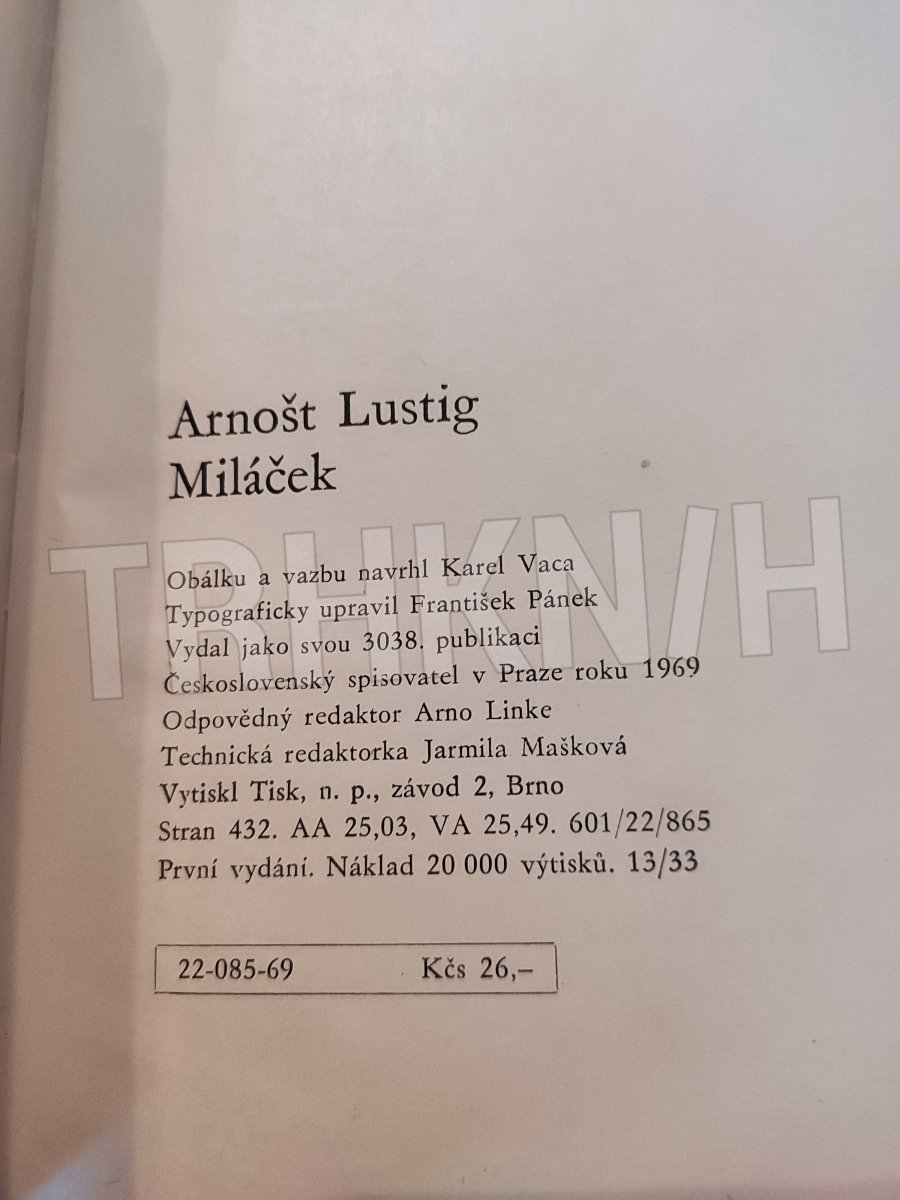 Arnošt Lustig
Miláček
TRHKN/H
Obálku a vazbu navrhl Karel Vaca
Typograficky upravil František Pánek
Vydal jako svou 3038. publikaci
Československý spisovatel v Praze roku 1969
Odpovědný redaktor Arno Linke
Technická redaktorka Jarmila Mašková
Vytiskl Tisk, n. p., závod 2, Brno
Stran 432. AA 25,03, VA 25,49. 601/22/865
První vydání. Náklad 20 000 výtisků. 13/33
22-085-69 Kčs 26,–